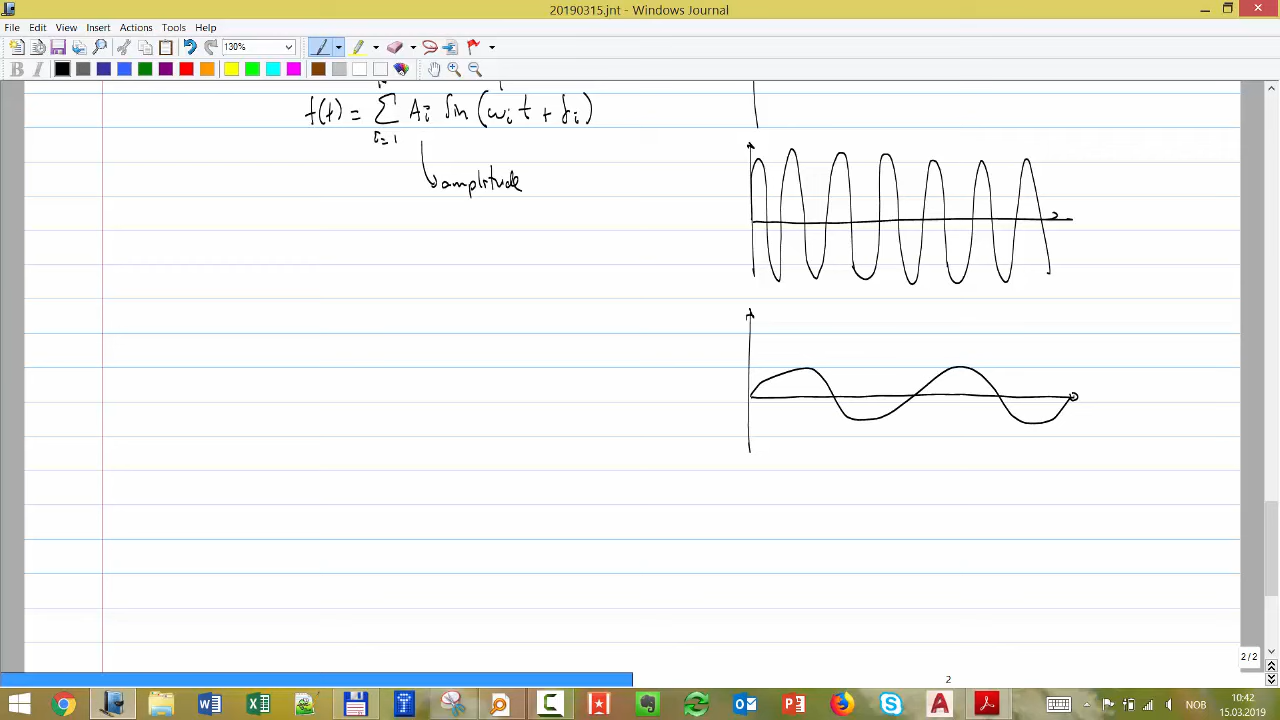 20190315.jnt - Windows Journal
File Edit View Insert Actions Tools Help
130%
B I
f(t) = ∑ Ai sin (ωi t + δi)
i=1
amplitude
2/2
2
NOB
10:42
15.03.2019